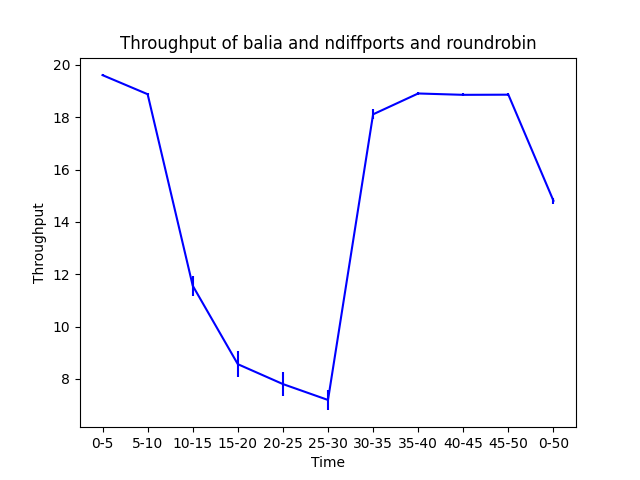 Throughput of balia and ndiffports and roundrobin
20
18
16
14
12
10
8
Throughput
0-5 5-10 10-15 15-20 20-25 25-30 30-35 35-40 40-45 45-50 0-50
Time